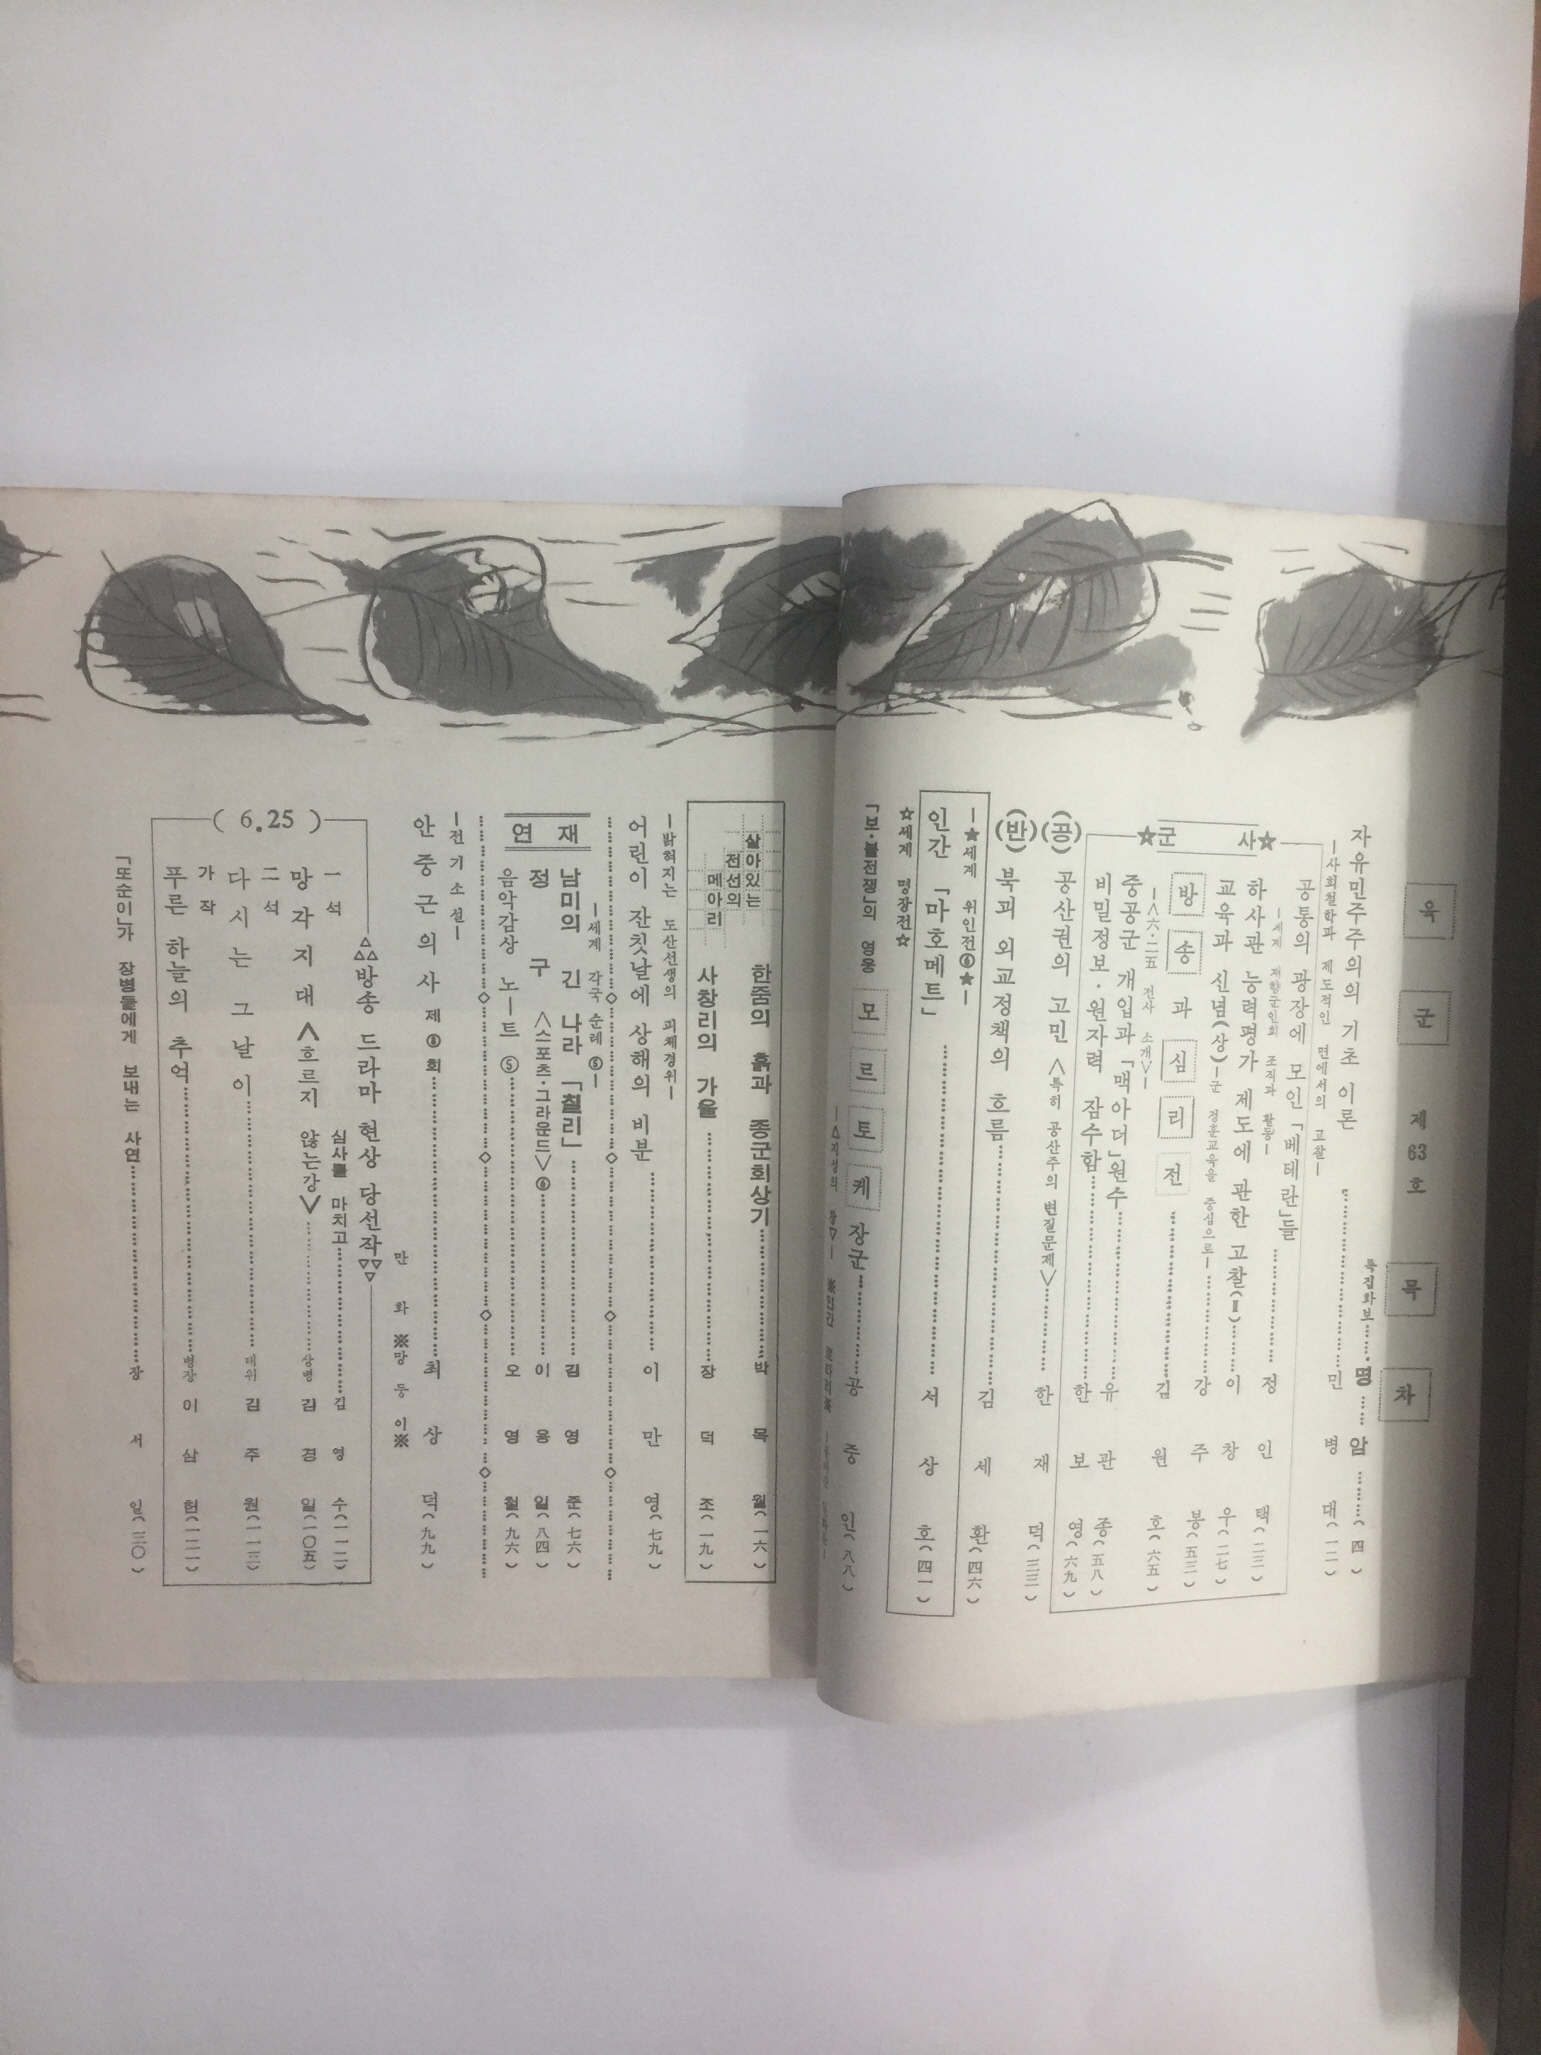 육군 제63호 목차
특집화보……명……암……(四)
자유민주주의의 기초 이론……민병대(一二)
—사회철학과 제도적인 면에서의 고찰—
☆군사☆
공통의 광장에 모인 「베테란」들……정인택(二三)
—세계 재향군인회 조직과 활동—
하사관 능력평가 제도에 관한 고찰(Ⅱ)……이창우(二七)
교육과 신념(상)—군 정훈교육을 중심으로—……강주봉(五三)
방송과 심리전……김원호(六五)
—<六·二五 전사 소개>—
중공군 개입과 「맥아더」원수……유관종(五八)
비밀정보·원자력 잠수함……한보영(六九)
(반)(공)
공산권의 고민 <특히 공산주의 변질문제>……한재덕(三三)
북괴 외교정책의 흐름……김세환(四六)
—★세계 위인전⑥★—
인간 「마호메트」……서상호(四一)
☆세계 명장전☆
「보·불전쟁」의 영웅 모르토케 장군……공중인(八八)
살아있는 전선의 메아리
한줌의 흙과 종군회상기……박목월(一六)
사창리의 가을……장덕조(一九)
—밝혀지는 도산선생의 피체경위—
어린이 잔칫날에 상해의 비분……이만영(七九)
연재
—세계 각국 순례⑤—
남미의 긴 나라 「칠리」……김영준(七六)
정구 <스포츠·그라운드>⑥……이용일(八四)
음악감상 노—트⑤……오영철(九六)
—전기소설—
안중근의사 제⑧회……최상덕(九九)
만화 ※망둥이※
(6.25)
△△△방송 드라마 현상 당선작▽▽▽
심사를 마치고……김영수(一一二)
一석
망각지대 <흐르지 않는강>……상병 김경일(一〇五)
二석
다시는 그날이……대위 김주원(一一三)
가작
푸른 하늘의 추억……병장 이삼헌(一二一)
「또순이」가 장병들에게 보내는 사연……장서일(三〇)